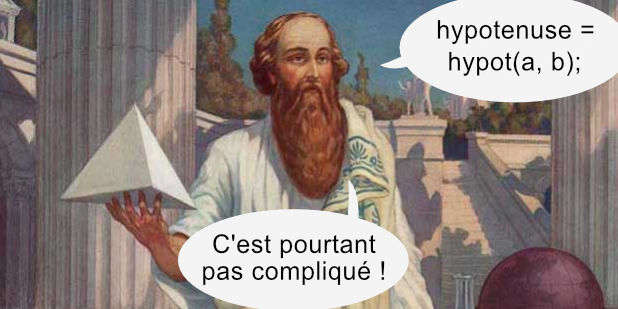 hypotenuse =
hypot(a, b);
C'est pourtant
pas compliqué !